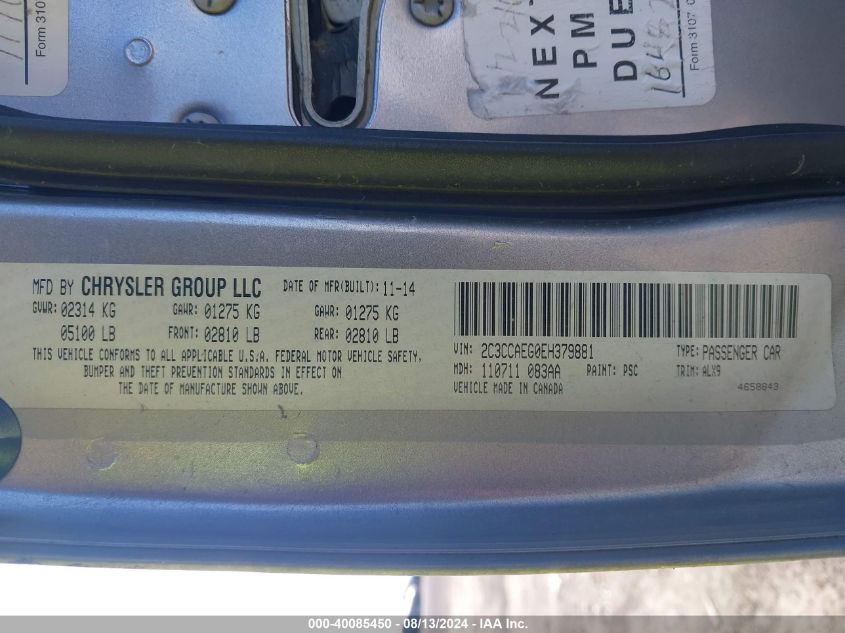 Form 3107
NEXT
PM
DUE
Form 3107
MFD BY CHRYSLER GROUP LLC
DATE OF MFR(BUILT): 11-14
GVWR: 02314 KG GAWR: 01275 KG GAWR: 01275 KG
05100 LB FRONT: 02810 LB REAR: 02810 LB
THIS VEHICLE CONFORMS TO ALL APPLICABLE U.S.A. FEDERAL MOTOR VEHICLE SAFETY,
BUMPER AND THEFT PREVENTION STANDARDS IN EFFECT ON
THE DATE OF MANUFACTURE SHOWN ABOVE.
VIN: 2C3CCAEG0EH379881 TYPE: PASSENGER CAR
MDH: 110711 083AA PAINT: PSC TRIM: ALX9
VEHICLE MADE IN CANADA 4658843
000-40085450 - 08/13/2024 - IAAI Inc.